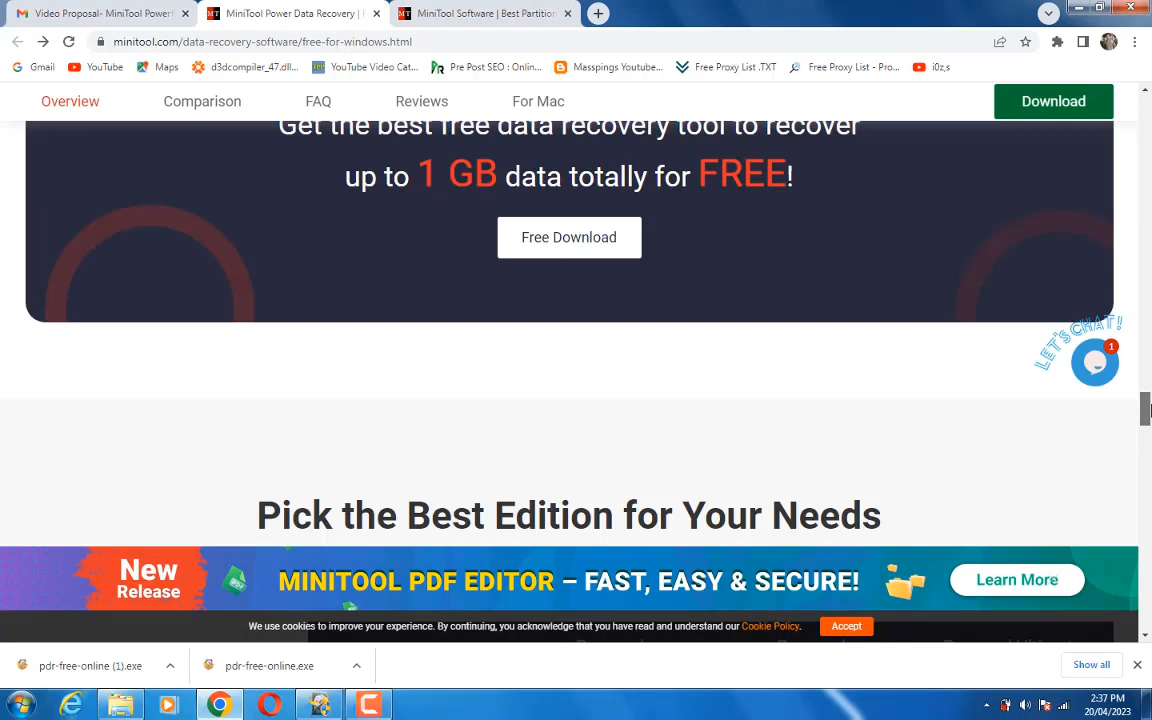 Video Proposal- MiniTool Powerf
MiniTool Power Data Recovery |
MiniTool Software | Best Partition
minitool.com/data-recovery-software/free-for-windows.html
Gmail
YouTube
Maps
d3dcompiler_47.dll...
YouTube Video Cat...
Pre Post SEO : Onlin...
Masspings Youtube...
Free Proxy List .TXT
Free Proxy List - Pro...
i0z,s
Overview
Comparison
FAQ
Reviews
For Mac
Download
Get the best free data recovery tool to recover
up to 1 GB data totally for FREE!
Free Download
LET'S CHAT!
1
Pick the Best Edition for Your Needs
New
Release
MINITOOL PDF EDITOR – FAST, EASY & SECURE!
Learn More
We use cookies to improve your experience. By continuing, you acknowledge that you have read and understand our Cookie Policy.
Accept
pdr-free-online (1).exe
pdr-free-online.exe
Show all
2:37 PM
20/04/2023